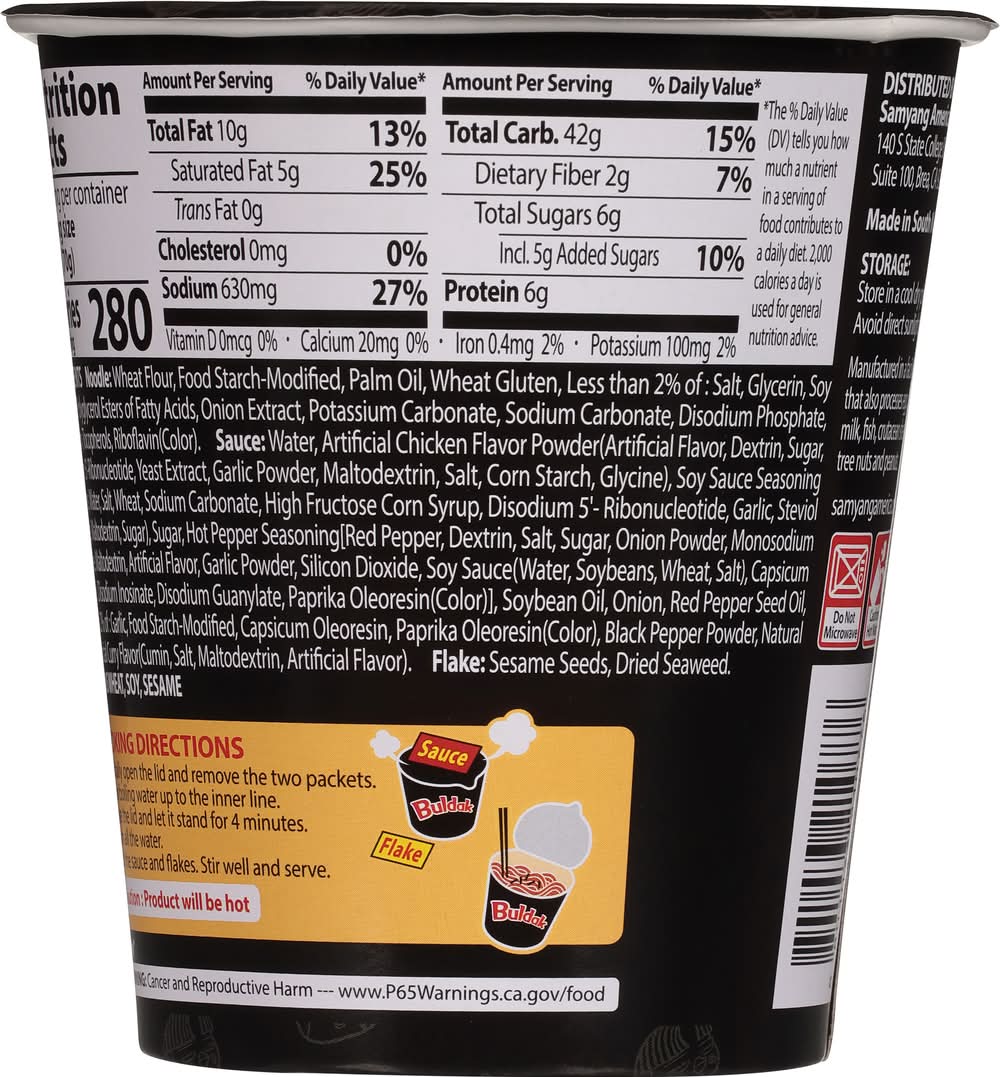 trition
Amount Per Serving % Daily Value*
Total Fat 10g 13%
Saturated Fat 5g 25%
Trans Fat 0g
Cholesterol 0mg 0%
Sodium 630mg 27%
Amount Per Serving % Daily Value*
Total Carb. 42g 15%
Dietary Fiber 2g 7%
Total Sugars 6g
Incl. 5g Added Sugars 10%
Protein 6g
per container
size
280
Vitamin D 0mcg 0% • Calcium 20mg 0% • Iron 0.4mg 2% • Potassium 100mg 2%
*The % Daily Value
(DV) tells you how
much a nutrient
in a serving of
food contributes to
a daily diet. 2,000
calories a day is
used for general
nutrition advice.
Noodle: Wheat Flour, Food Starch-Modified, Palm Oil, Wheat Gluten, Less than 2% of : Salt, Glycerin, Soy
Esters of Fatty Acids, Onion Extract, Potassium Carbonate, Sodium Carbonate, Disodium Phosphate,
Riboflavin(Color). Sauce: Water, Artificial Chicken Flavor Powder(Artificial Flavor, Dextrin, Sugar,
Ribonucleotide, Yeast Extract, Garlic Powder, Maltodextrin, Salt, Corn Starch, Glycine), Soy Sauce Seasoning
Salt, Wheat, Sodium Carbonate, High Fructose Corn Syrup, Disodium 5'- Ribonucleotide, Garlic, Steviol
Sugar), Sugar, Hot Pepper Seasoning[Red Pepper, Dextrin, Salt, Sugar, Onion Powder, Monosodium
Artificial Flavor, Garlic Powder, Silicon Dioxide, Soy Sauce(Water, Soybeans, Wheat, Salt), Capsicum
Inosinate, Disodium Guanylate, Paprika Oleoresin(Color)], Soybean Oil, Onion, Red Pepper Seed Oil,
of Garlic, Food Starch-Modified, Capsicum Oleoresin, Paprika Oleoresin(Color), Black Pepper Powder, Natural
Curry Flavor(Cumin, Salt, Maltodextrin, Artificial Flavor). Flake: Sesame Seeds, Dried Seaweed.
WHEAT, SOY, SESAME
KING DIRECTIONS
open the lid and remove the two packets.
water up to the inner line.
lid and let it stand for 4 minutes.
the water.
sauce and flakes. Stir well and serve.
: Product will be hot
Sauce
Buldak
Flake
Buldak
Cancer and Reproductive Harm --- www.P65Warnings.ca.gov/food
DISTRIBUTED
Samyang Amer
140 S State Colleg
Suite 100, Brea, C
Made in South
STORAGE:
Store in a cool dry
Avoid direct sun
Manufactured in a
that also processes
milk, fish, crustacean
tree nuts and pean
samyangameric
Do Not
Microwave